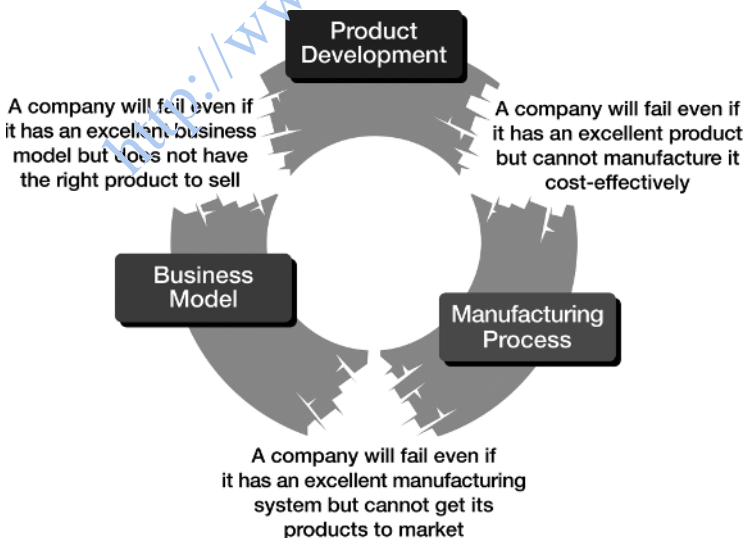 http://ww
Product
Development
A company will fail even if
it has an excellent business
model but does not have
the right product to sell
A company will fail even if
it has an excellent product
but cannot manufacture it
cost-effectively
Business
Model
Manufacturing
Process
A company will fail even if
it has an excellent manufacturing
system but cannot get its
products to market